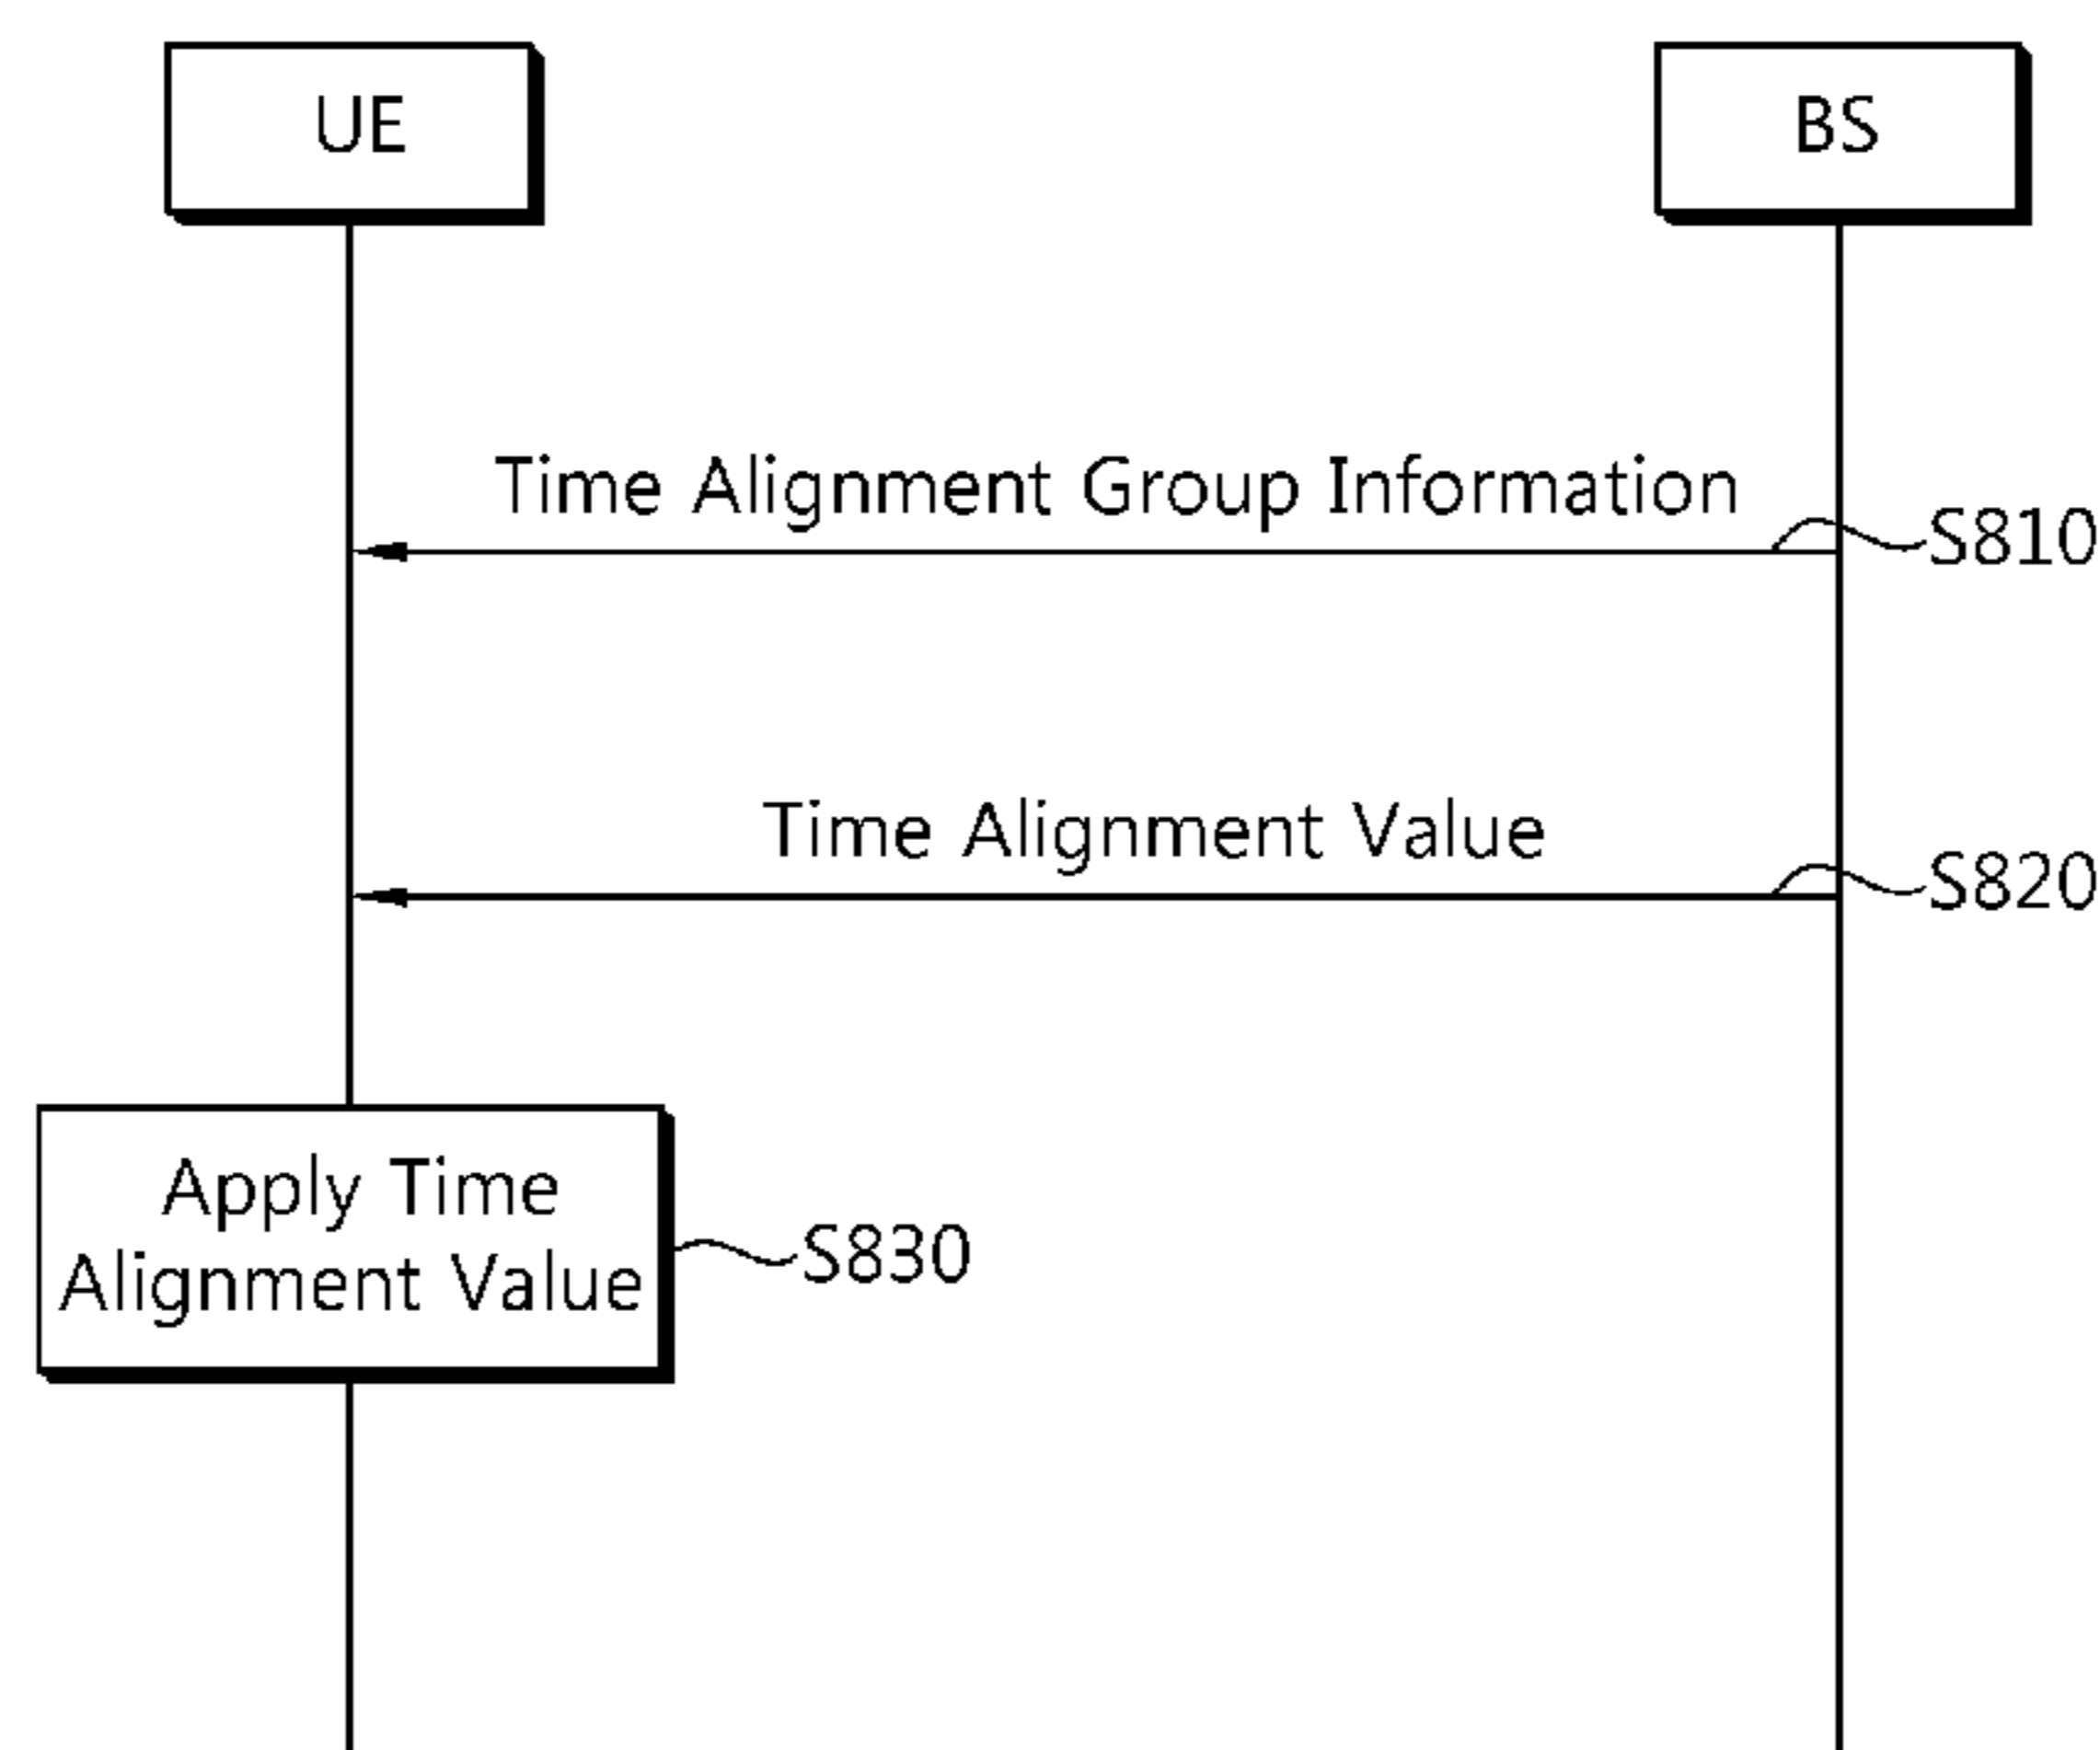 UE
BS
Time Alignment Group Information
S810
Time Alignment Value
S820
Apply Time
Alignment Value
S830